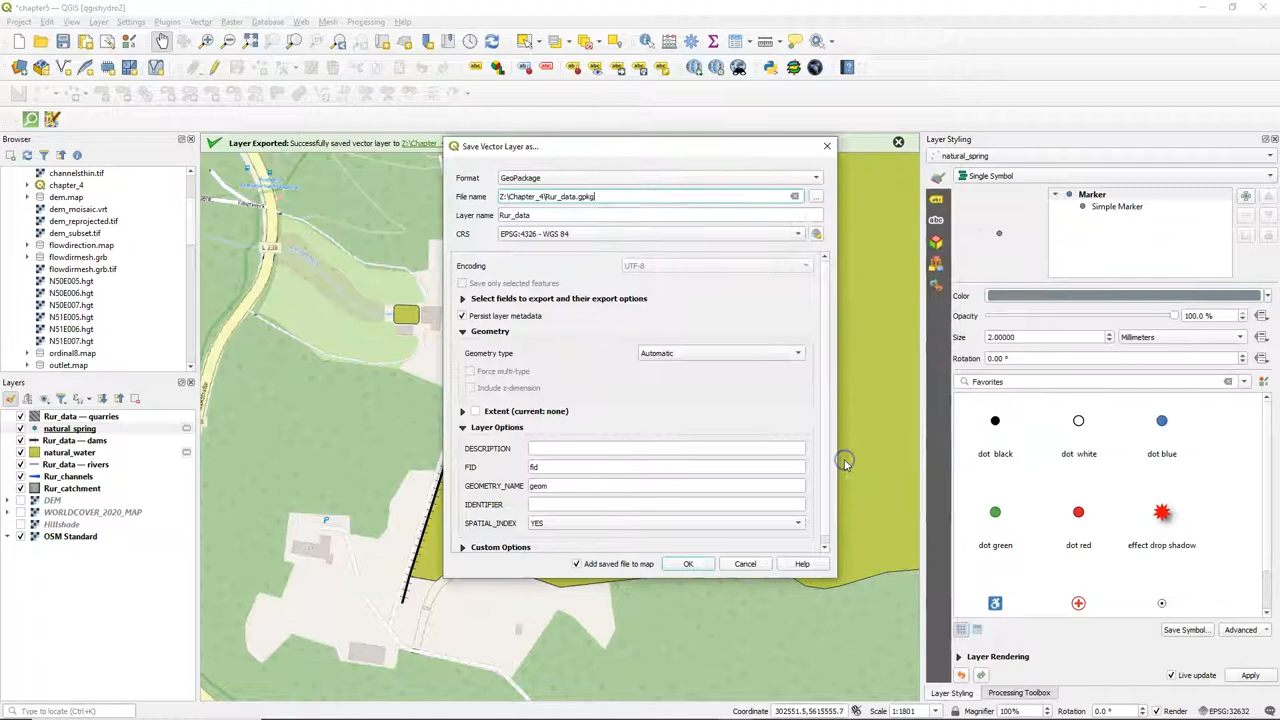 *chapter5 — QGIS [qgishydro2]
Project Edit View Layer Settings Plugins Vector Raster Database Web Mesh Processing Help
Browser
channelsthin.tif
chapter_4
dem.map
dem_mosaic.vrt
dem_reprojected.tif
dem_subset.tif
flowdirection.map
flowdirmesh.grb
flowdirmesh.grb.tif
N50E005.hgt
N50E006.hgt
N50E007.hgt
N51E005.hgt
N51E006.hgt
N51E007.hgt
ordinal8.map
outlet.map
Layers
Rur_data — quarries
natural_spring
Rur_data — dams
natural_water
Rur_data — rivers
Rur_channels
Rur_catchment
DEM
WORLDCOVER_2020_MAP
Hillshade
OSM Standard
Layer Exported: Successfully saved vector layer to Z:\Chapter_4
L 238
P
Save Vector Layer as...
Format GeoPackage
File name Z:\Chapter_4\Rur_data.gpkg
Layer name Rur_data
CRS EPSG:4326 - WGS 84
Encoding UTF-8
Save only selected features
Select fields to export and their export options
Persist layer metadata
Geometry
Geometry type Automatic
Force multi-type
Include z-dimension
Extent (current: none)
Layer Options
DESCRIPTION
FID fid
GEOMETRY_NAME geom
IDENTIFIER
SPATIAL_INDEX YES
Custom Options
Add saved file to map OK Cancel Help
Layer Styling
natural_spring
Single Symbol
Marker
Simple Marker
Color
Opacity 100.0 %
Size 2.00000 Millimeters
Rotation 0.00 °
Favorites
dot black dot white dot blue
dot green dot red effect drop shadow
Save Symbol... Advanced
Layer Rendering
Live update Apply
Layer Styling Processing Toolbox
Type to locate (Ctrl+K) Coordinate 302551.5,5615555.7 Scale 1:1801 Magnifier 100% Rotation 0.0 ° Render EPSG:32632